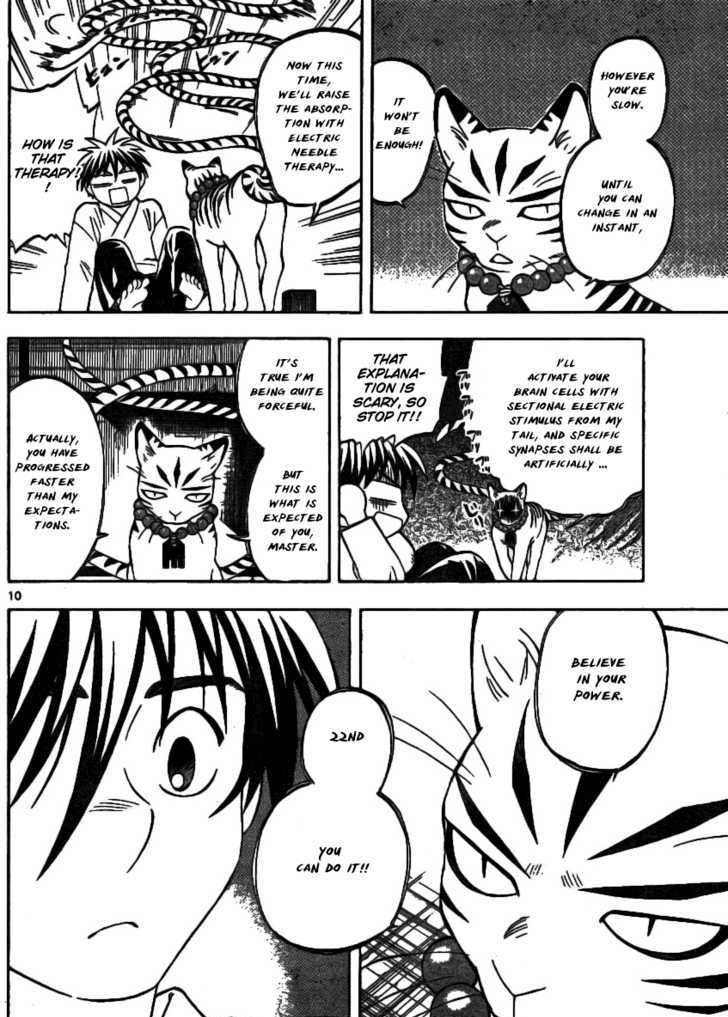 HOWEVER
YOU'RE
SLOW.
UNTIL
YOU CAN
CHANGE IN AN
INSTANT,
IT
WON'T
BE
ENOUGH!
NOW THIS
TIME,
WE'LL RAISE
THE ABSORP-
TION WITH
ELECTRIC
NEEDLE
THERAPY...
HOW IS
THAT
THERAPY!
!
I'LL
ACTIVATE YOUR
BRAIN CELLS WITH
SECTIONAL ELECTRIC
STIMULUS FROM MY
TAIL, AND SPECIFIC
SYNAPSES SHALL BE
ARTIFICIALLY ...
THAT
EXPLANA-
TION IS
SCARY, SO
STOP IT!!
IT'S
TRUE I'M
BEING QUITE
FORCEFUL.
BUT
THIS IS
WHAT IS
EXPECTED
OF YOU,
MASTER.
ACTUALLY,
YOU HAVE
PROGRESSED
FASTER
THAN MY
EXPECTA-
TIONS.
10
BELIEVE
IN YOUR
POWER.
22ND
YOU
CAN DO IT!!